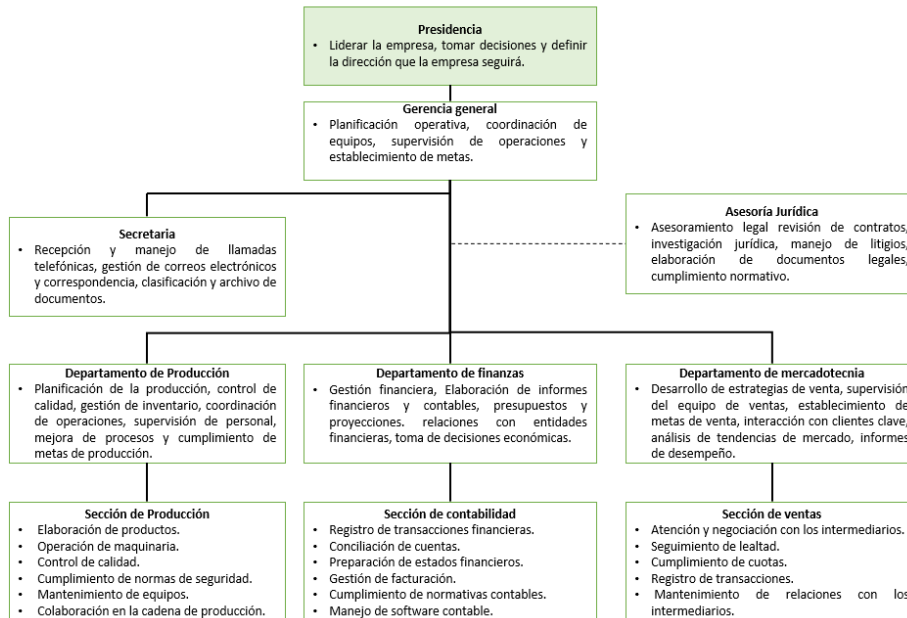 Presidencia
• Liderar la empresa, tomar decisiones y definir
la dirección que la empresa seguirá.
Gerencia general
• Planificación operativa, coordinación de
equipos, supervisión de operaciones y
establecimiento de metas.
Secretaria
• Recepción y manejo de llamadas
telefónicas, gestión de correos electrónicos
y correspondencia, clasificación y archivo de
documentos.
Asesoría Jurídica
• Asesoramiento legal revisión de contratos,
investigación jurídica, manejo de litigios,
elaboración de documentos legales,
cumplimiento normativo.
Departamento de Producción
• Planificación de la producción, control de
calidad, gestión de inventario, coordinación
de operaciones, supervisión de personal,
mejora de procesos y cumplimiento de
metas de producción.
Departamento de finanzas
• Gestión financiera, Elaboración de informes
financieros y contables, presupuestos y
proyecciones. relaciones con entidades
financieras, toma de decisiones económicas.
Departamento de mercadotecnia
• Desarrollo de estrategias de venta, supervisión
del equipo de ventas, establecimiento de
metas de venta, interacción con clientes clave,
análisis de tendencias de mercado, informes
de desempeño.
Sección de Producción
• Elaboración de productos.
• Operación de maquinaria.
• Control de calidad.
• Cumplimiento de normas de seguridad.
• Mantenimiento de equipos.
• Colaboración en la cadena de producción.
Sección de contabilidad
• Registro de transacciones financieras.
• Conciliación de cuentas.
• Preparación de estados financieros.
• Gestión de facturación.
• Cumplimiento de normativas contables.
• Manejo de software contable.
Sección de ventas
• Atención y negociación con los intermediarios.
• Seguimiento de lealtad.
• Cumplimiento de cuotas.
• Registro de transacciones.
• Mantenimiento de relaciones con los
intermediarios.